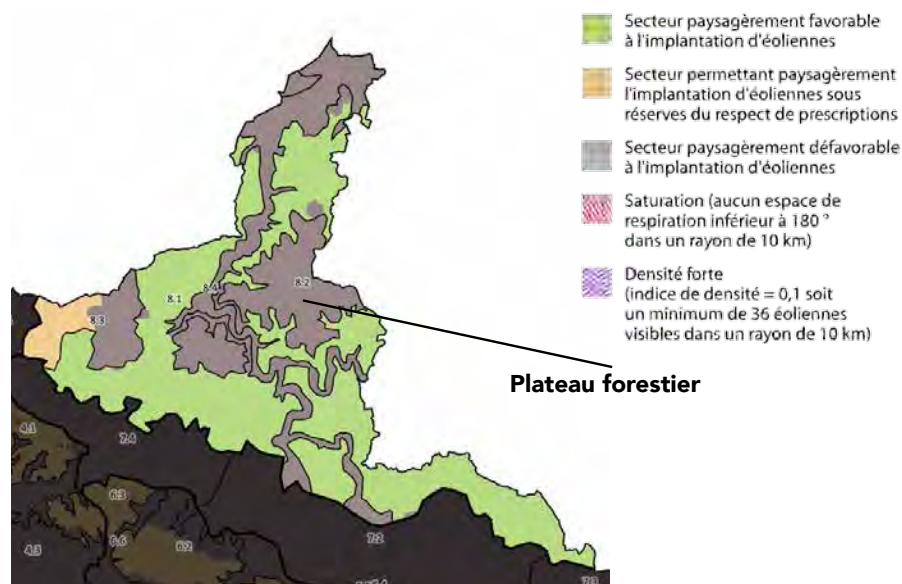 Secteur paysagèrement favorable
à l'implantation d'éoliennes
Secteur permettant paysagèrement
l'implantation d'éoliennes sous
réserves du respect de prescriptions
Secteur paysagèrement défavorable
à l'implantation d'éoliennes
Saturation (aucun espace de
respiration inférieur à 180 °
dans un rayon de 10 km)
Densité forte
(indice de densité = 0,1 soit
un minimum de 36 éoliennes
visibles dans un rayon de 10 km)
8.2
8.4
8.1
8.3
Plateau forestier
4.1
7.4
6.3
6.6
6.2
4.3
7.2
7.3